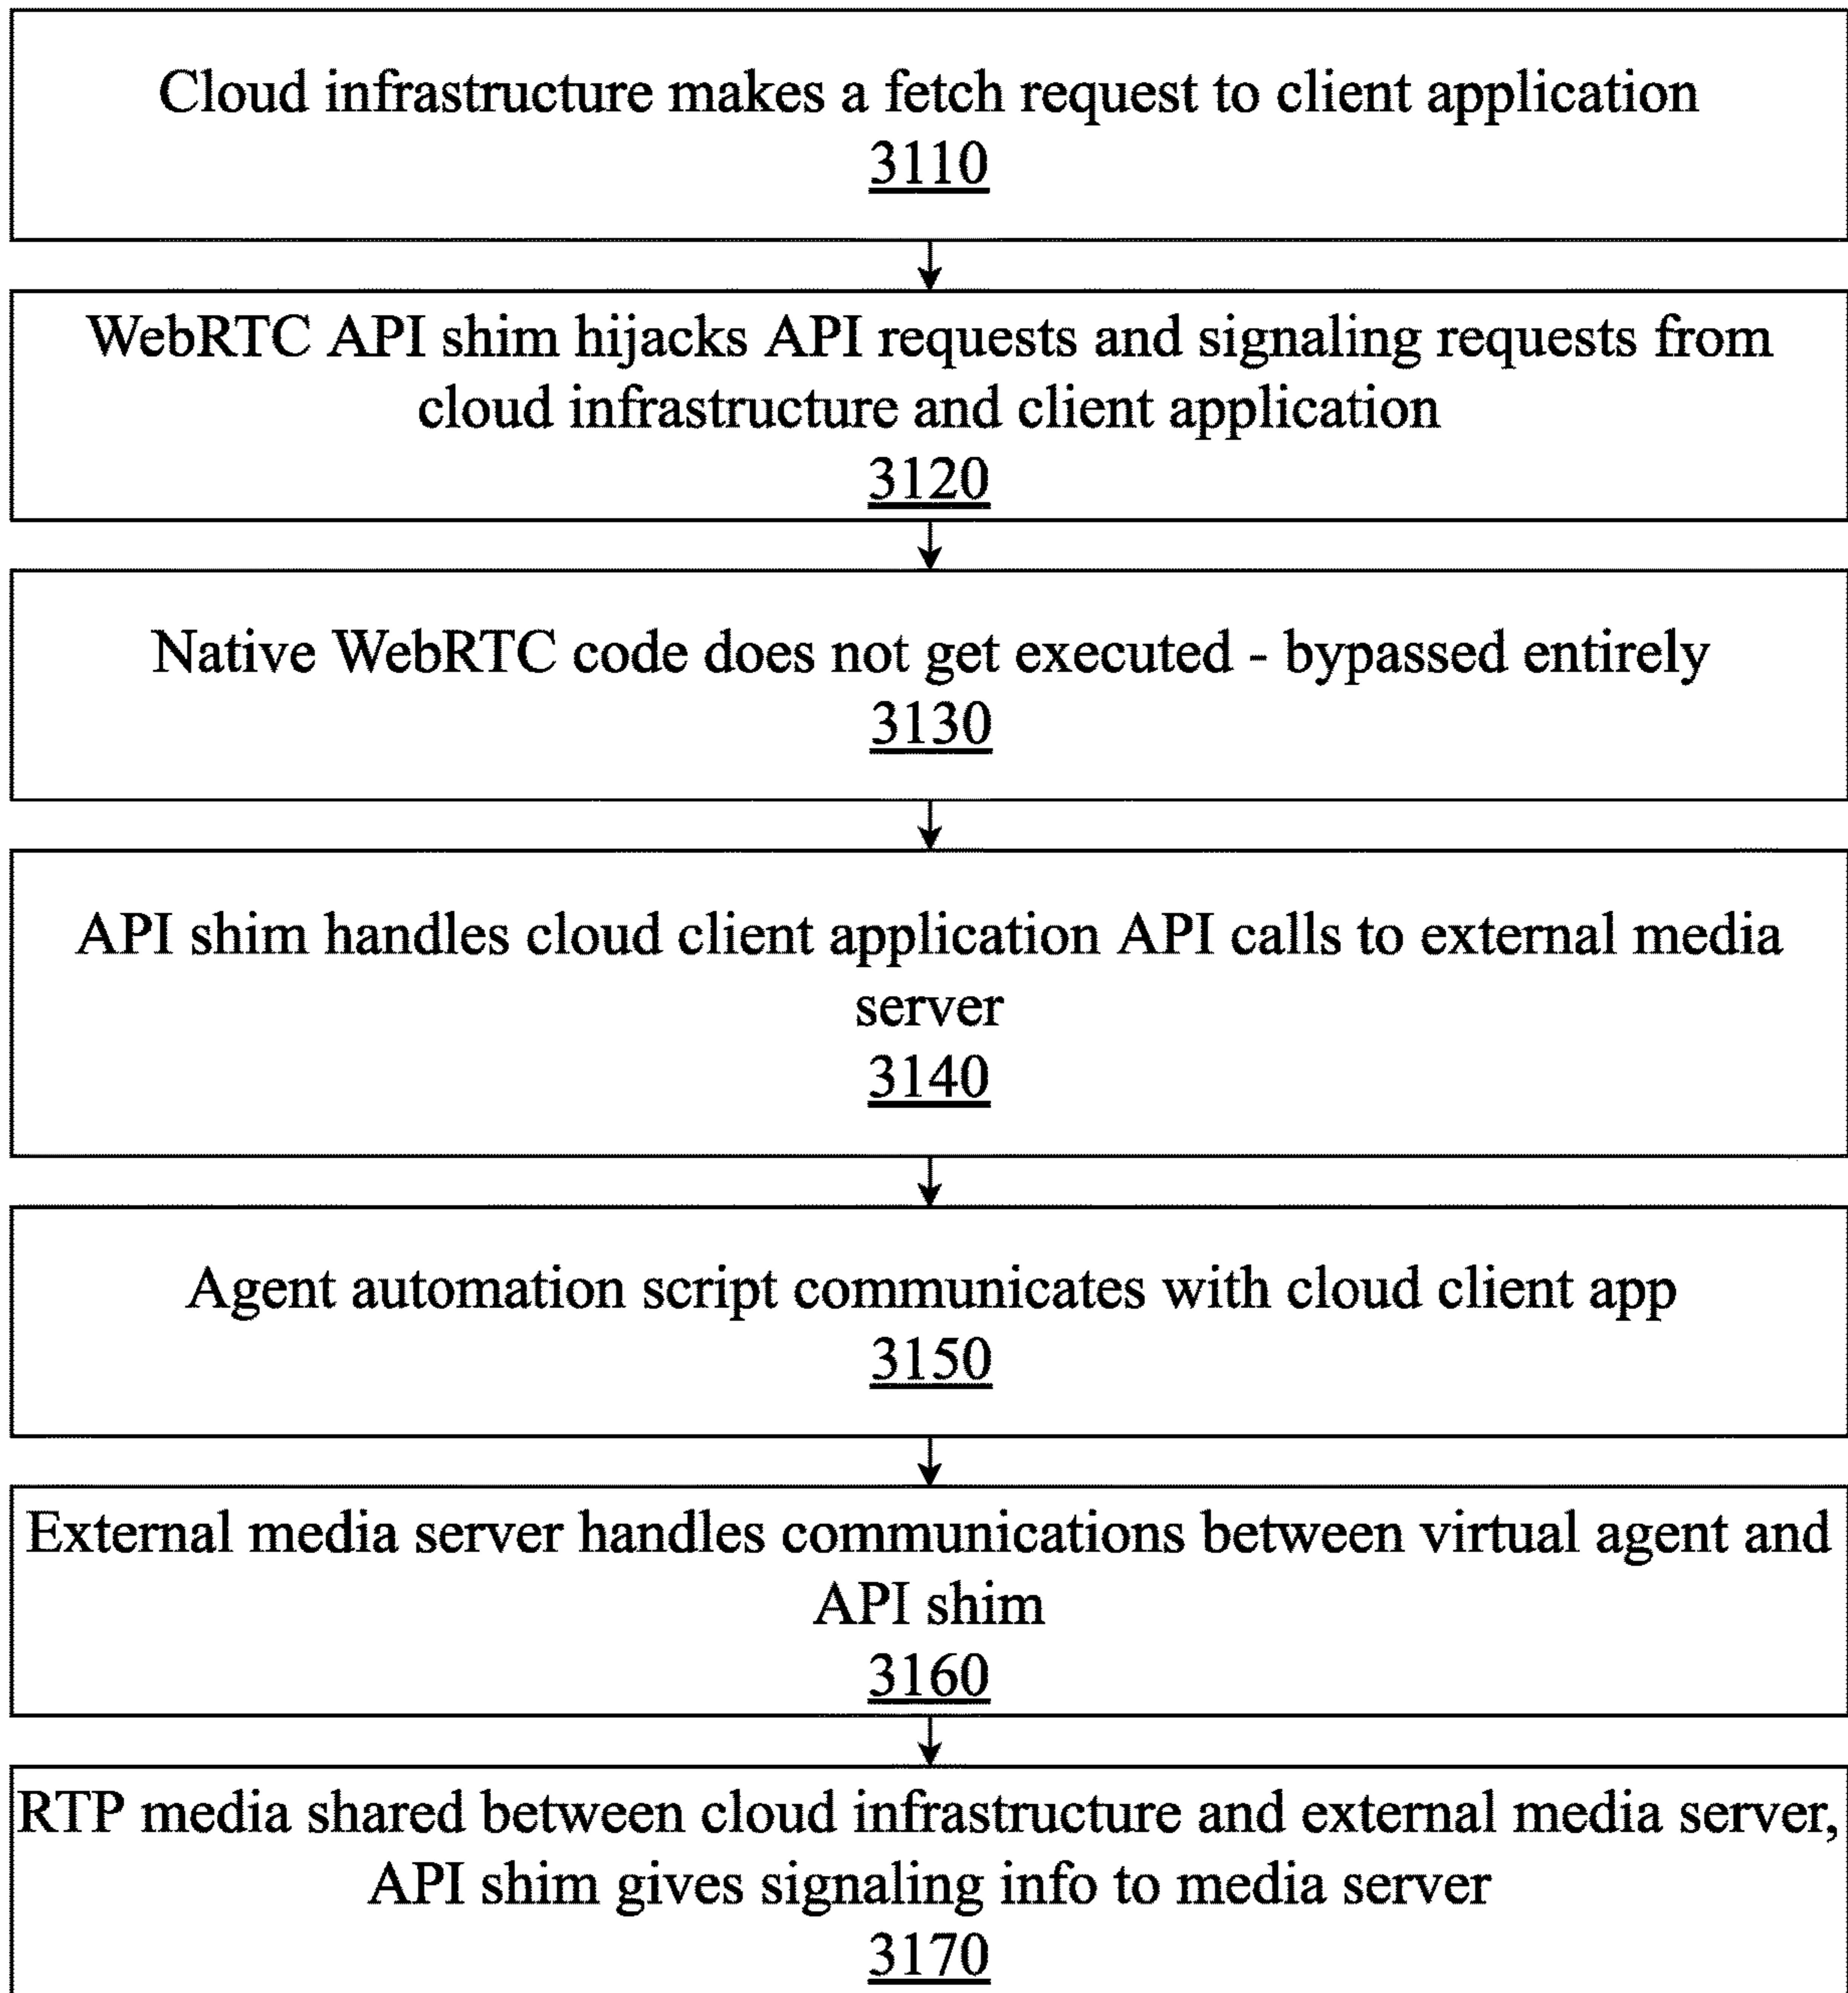 Cloud infrastructure makes a fetch request to client application
3110
WebRTC API shim hijacks API requests and signaling requests from
cloud infrastructure and client application
3120
Native WebRTC code does not get executed - bypassed entirely
3130
API shim handles cloud client application API calls to external media
server
3140
Agent automation script communicates with cloud client app
3150
External media server handles communications between virtual agent and
API shim
3160
RTP media shared between cloud infrastructure and external media server,
API shim gives signaling info to media server
3170